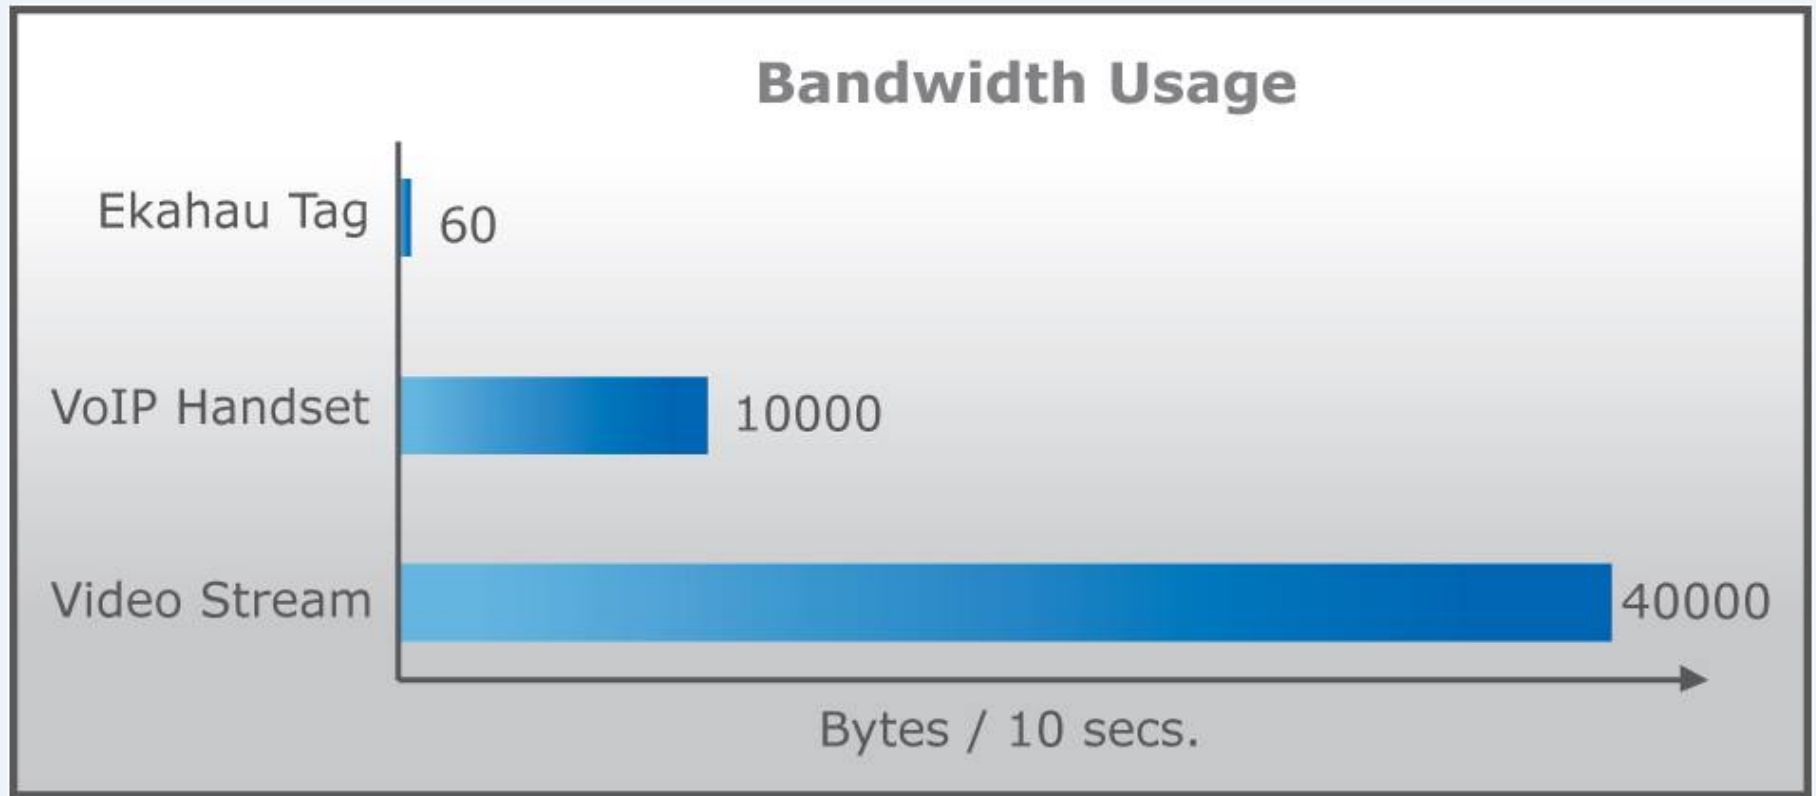 Bandwidth Usage
Ekahau Tag
60
VoIP Handset
10000
Video Stream
40000
Bytes / 10 secs.